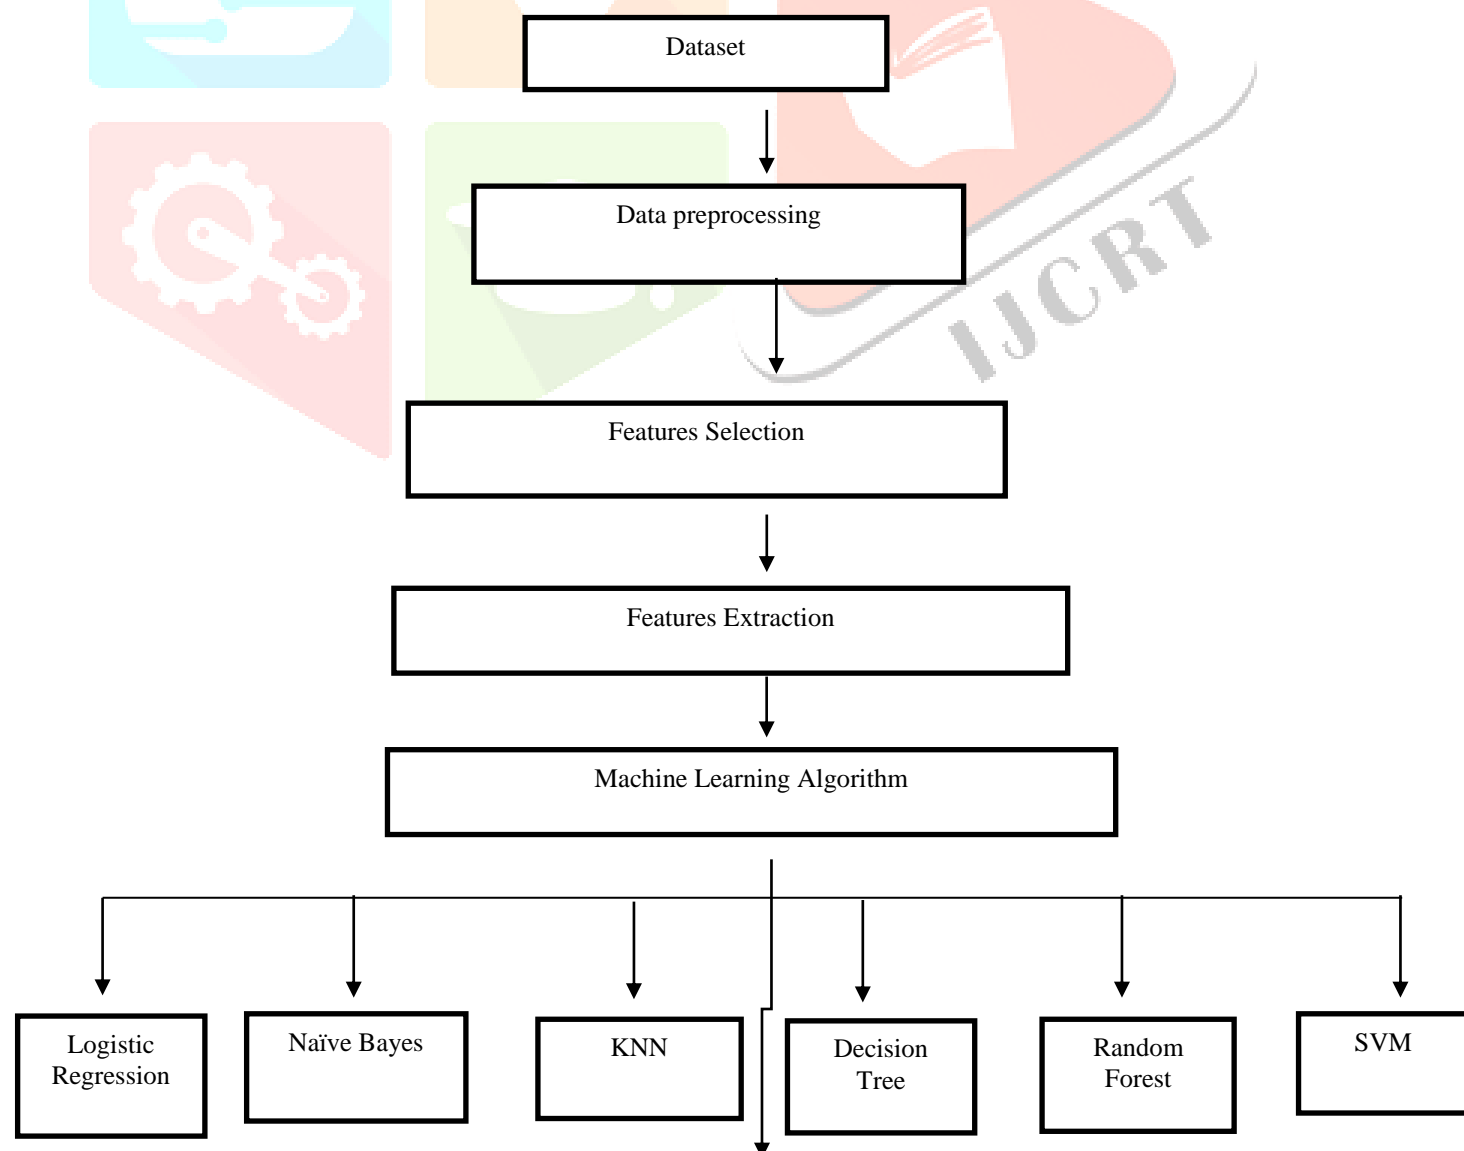 Dataset
Data preprocessing
IJCRT
Features Selection
Features Extraction
Machine Learning Algorithm
Logistic
Regression
Naïve Bayes
KNN
Decision
Tree
Random
Forest
SVM